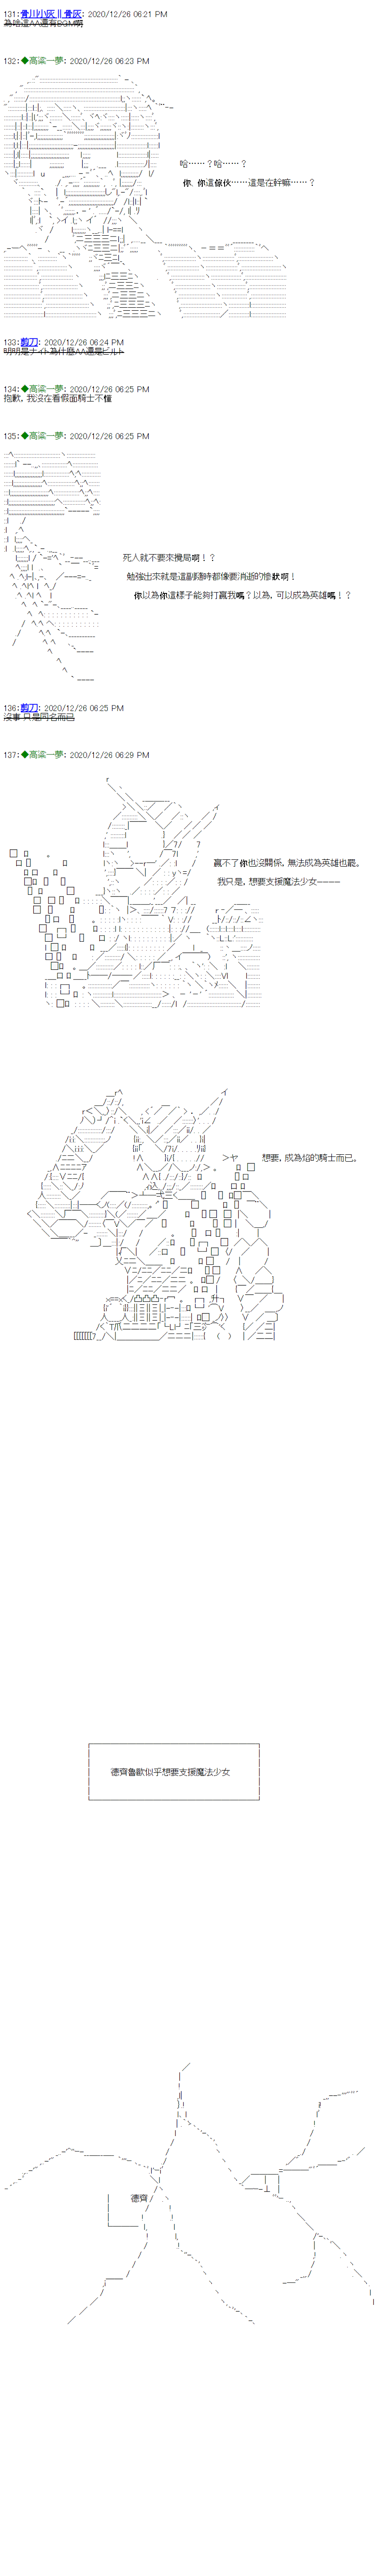 131: 骨川小灰∥骨灰: 2020/12/26 06:21 PM
為啥這AA還有BGM啊
132: ◆高梁一夢: 2020/12/26 06:23 PM
哈……？哈……？
你, 你這傢伙……這是在幹嘛……？
133: 剪刀: 2020/12/26 06:24 PM
明明是ナイト為什麼AA還是ビルト
134: ◆高梁一夢: 2020/12/26 06:25 PM
抱歉, 我沒在看假面騎士不懂
135: ◆高梁一夢: 2020/12/26 06:25 PM
死人就不要來攪局啊！？
勉強出來就是這副隨時都像要消逝的慘狀啊！
你以為你這樣子能夠打贏我嗎？以為, 可以成為英雄嗎！？
136: 剪刀: 2020/12/26 06:25 PM
沒事 只是同名而已
137: ◆高梁一夢: 2020/12/26 06:29 PM
贏不了你也沒關係, 無法成為英雄也罷。
我只是, 想要支援魔法少女————
想要, 成為焰的騎士而已。
德齊魯歐似乎想要支援魔法少女
德齊